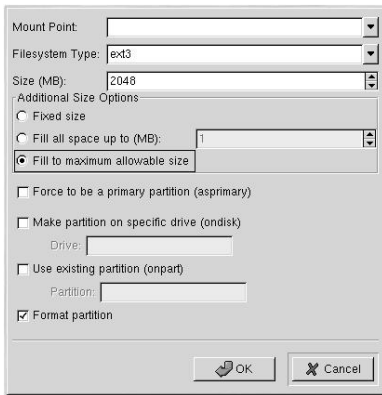 Mount Point:
Filesystem Type: ext3
Size (MB): 2048
Additional Size Options
Fixed size
Fill all space up to (MB): 1
Fill to maximum allowable size
Force to be a primary partition (asprimary)
Make partition on specific drive (ondisk)
Drive:
Use existing partition (onpart)
Partition:
Format partition
OK Cancel